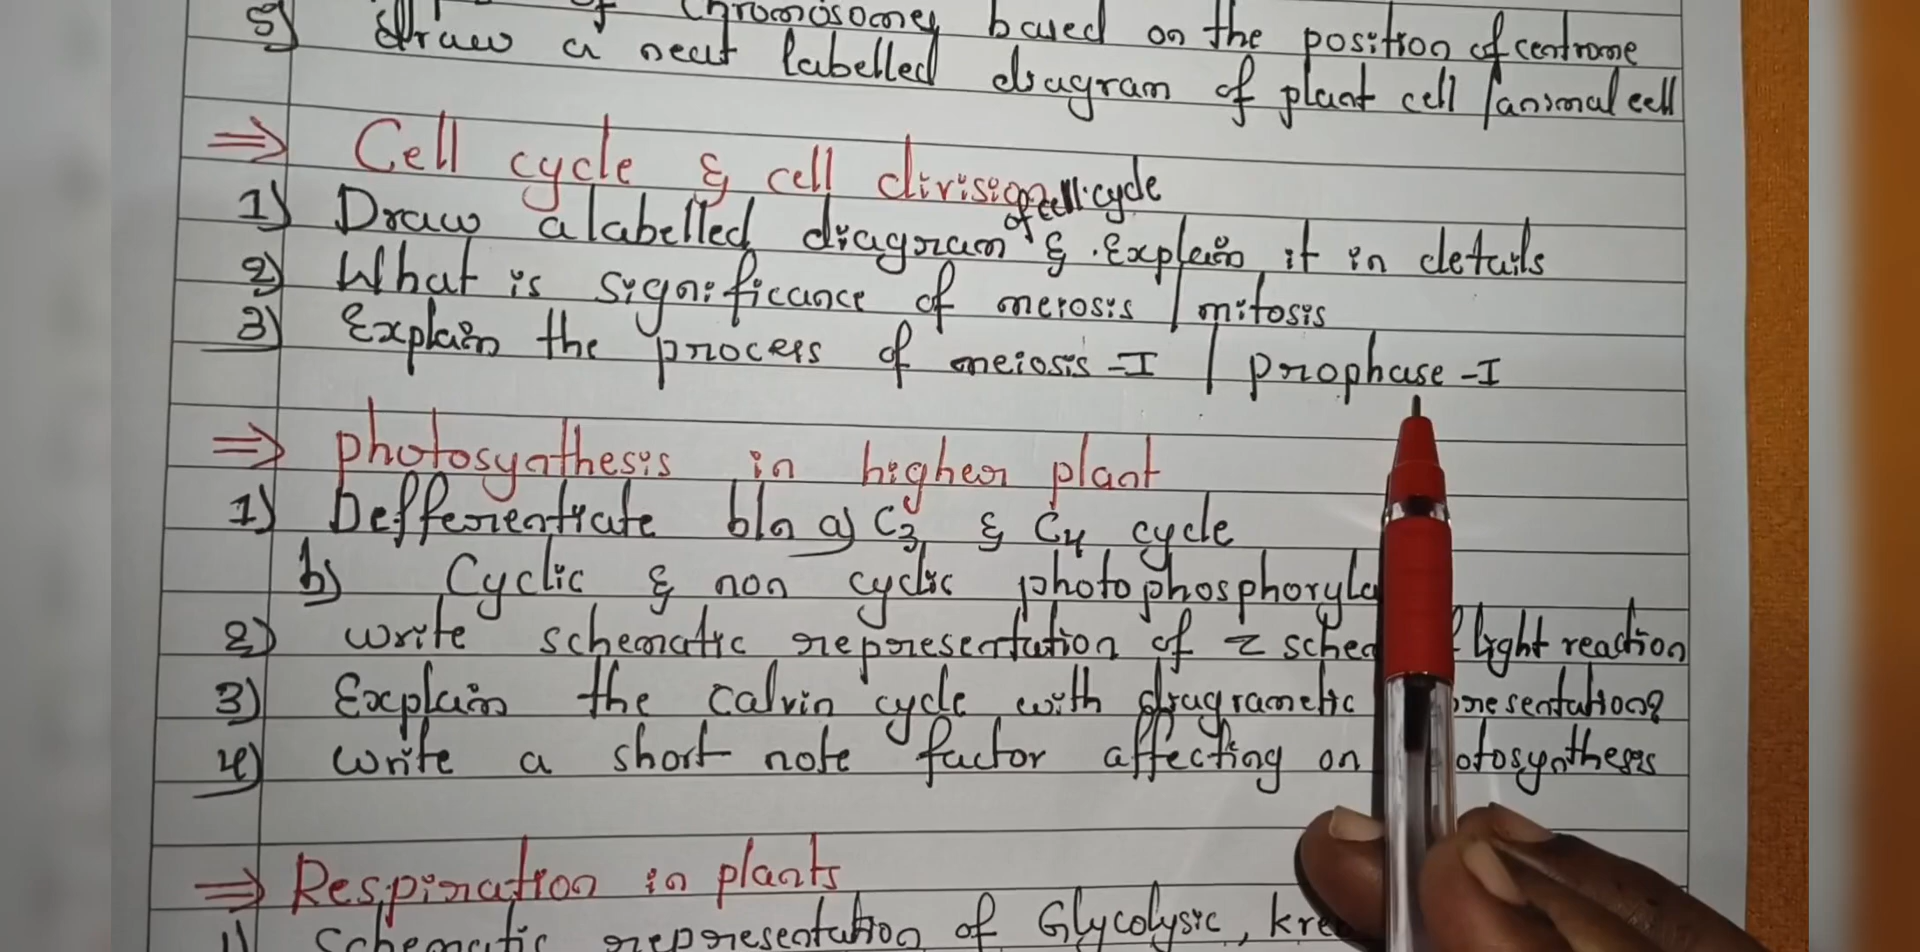 of chromosomes based on the position of centrome
5) Draw a neat labelled diagram of plant cell / animal cell
⇒ Cell cycle & cell division
1) Draw a labelled diagram of cell cycle & Explain it in details
2) What is significance of meiosis / mitosis
3) Explain the process of meiosis-I / prophase-I
⇒ photosynthesis in higher plant
1) Defferentiate b/n a) C3 & C4 cycle
b) Cyclic & non cyclic photophosphoryla
2) write schematic representation of z sche light reaction
3) Explain the calvin cycle with diagrametic presentation?
4) write a short note factor affecting on otosynthesis
⇒ Respiration in plants
1) Schematic representation of Glycolysic, kre